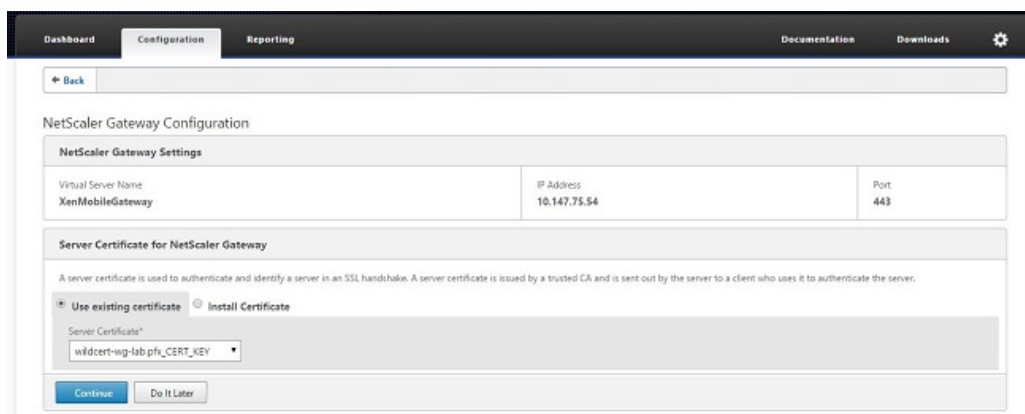 Dashboard Configuration Reporting Documentation Downloads
Back
NetScaler Gateway Configuration
NetScaler Gateway Settings
Virtual Server Name IP Address Port
XenMobileGateway 10.147.75.54 443
Server Certificate for NetScaler Gateway
A server certificate is used to authenticate and identify a server in an SSL handshake. A server certificate is issued by a trusted CA and is sent out by the server to a client who uses it to authenticate the server.
Use existing certificate Install Certificate
Server Certificate*
wildcert-wg-lab.pfx_CERT_KEY
Continue Do It Later